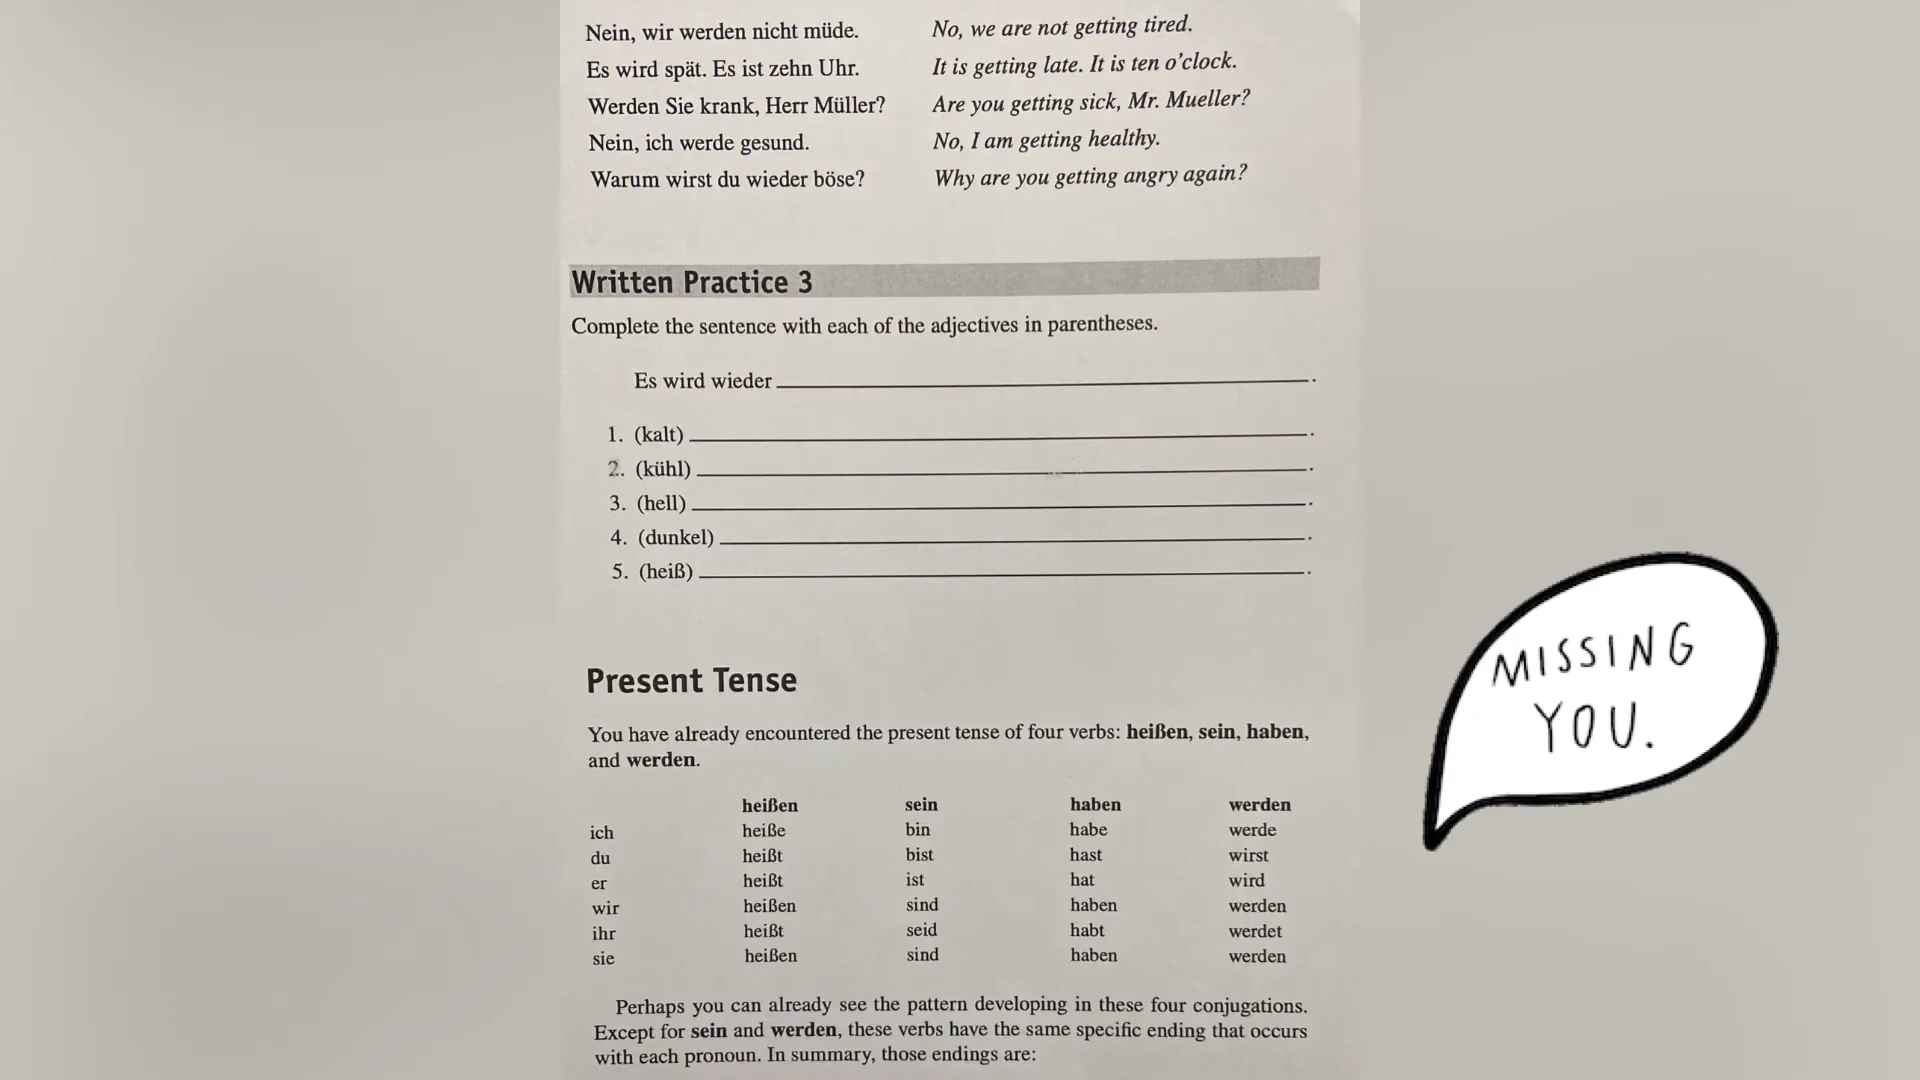 Nein, wir werden nicht müde. No, we are not getting tired.
Es wird spät. Es ist zehn Uhr. It is getting late. It is ten o’clock.
Werden Sie krank, Herr Müller? Are you getting sick, Mr. Mueller?
Nein, ich werde gesund. No, I am getting healthy.
Warum wirst du wieder böse? Why are you getting angry again?
Written Practice 3
Complete the sentence with each of the adjectives in parentheses.
Es wird wieder .
1. (kalt) .
2. (kühl) .
3. (hell) .
4. (dunkel) .
5. (heiß) .
Present Tense
You have already encountered the present tense of four verbs: heißen, sein, haben,
and werden.
heißen sein haben werden
ich heiße bin habe werde
du heißt bist hast wirst
er heißt ist hat wird
wir heißen sind haben werden
ihr heißt seid habt werdet
sie heißen sind haben werden
Perhaps you can already see the pattern developing in these four conjugations.
Except for sein and werden, these verbs have the same specific ending that occurs
with each pronoun. In summary, those endings are:
MISSING
YOU.